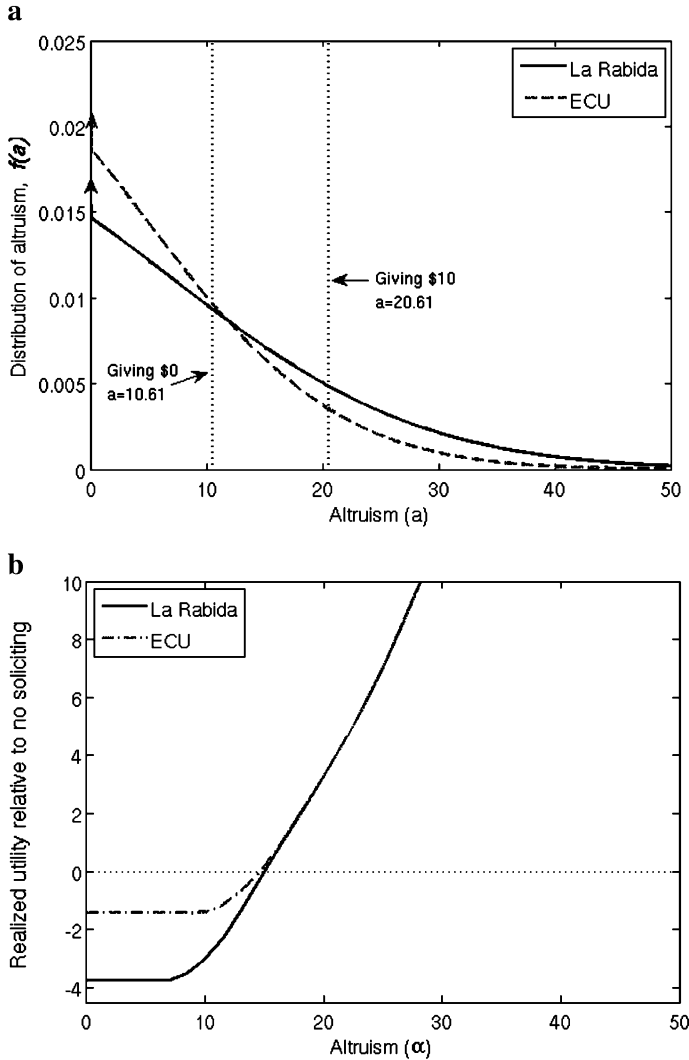 a
0.025
0.02
0.015
0.01
0.005
0
Distribution of altruism, f(a)
La Rabida
ECU
Giving $10
a=20.61
Giving $0
a=10.61
0 10 20 30 40 50
Altruism (a)
b
10
8
6
4
2
0
-2
-4
Realized utility relative to no soliciting
La Rabida
ECU
0 10 20 30 40 50
Altruism (α)